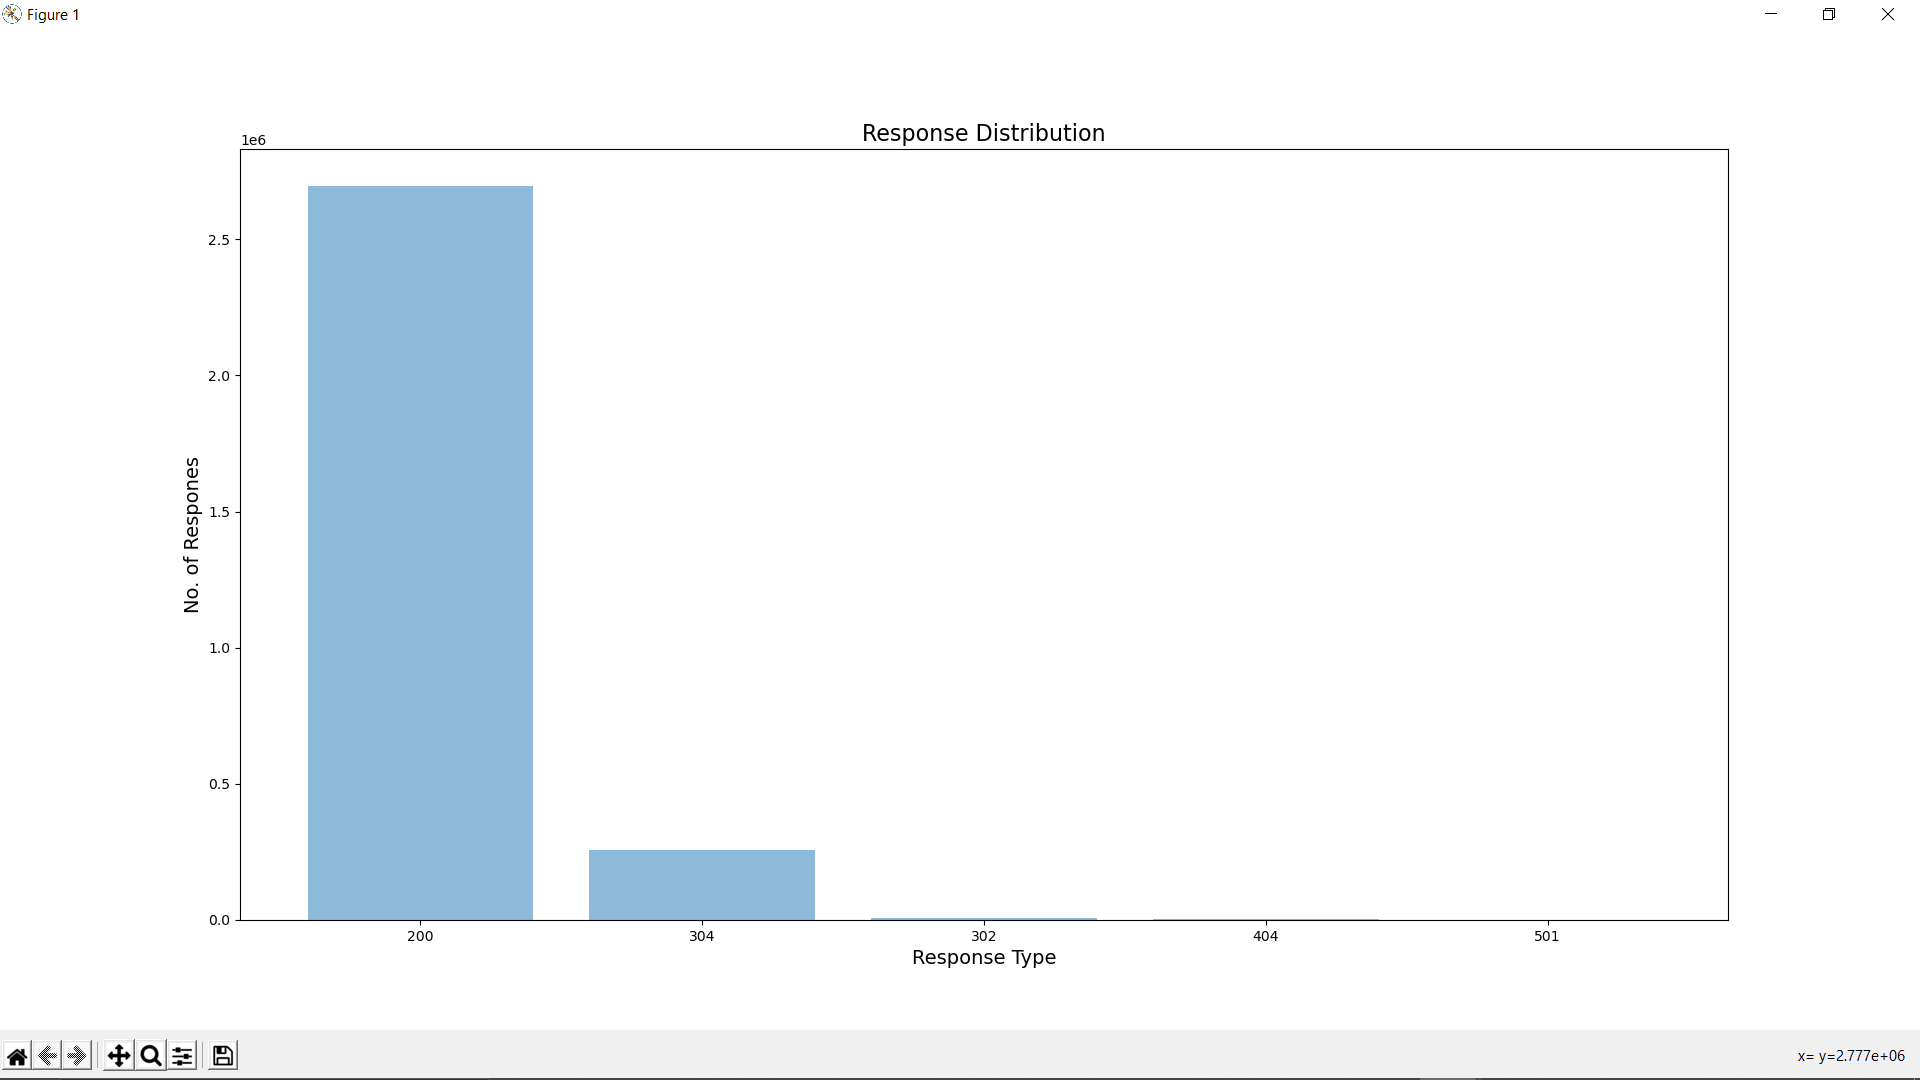 Figure 1
Response Distribution
1e6
2.5
2.0
1.5
1.0
0.5
0.0
No. of Respones
200 304 302 404 501
Response Type
x= y=2.777e+06